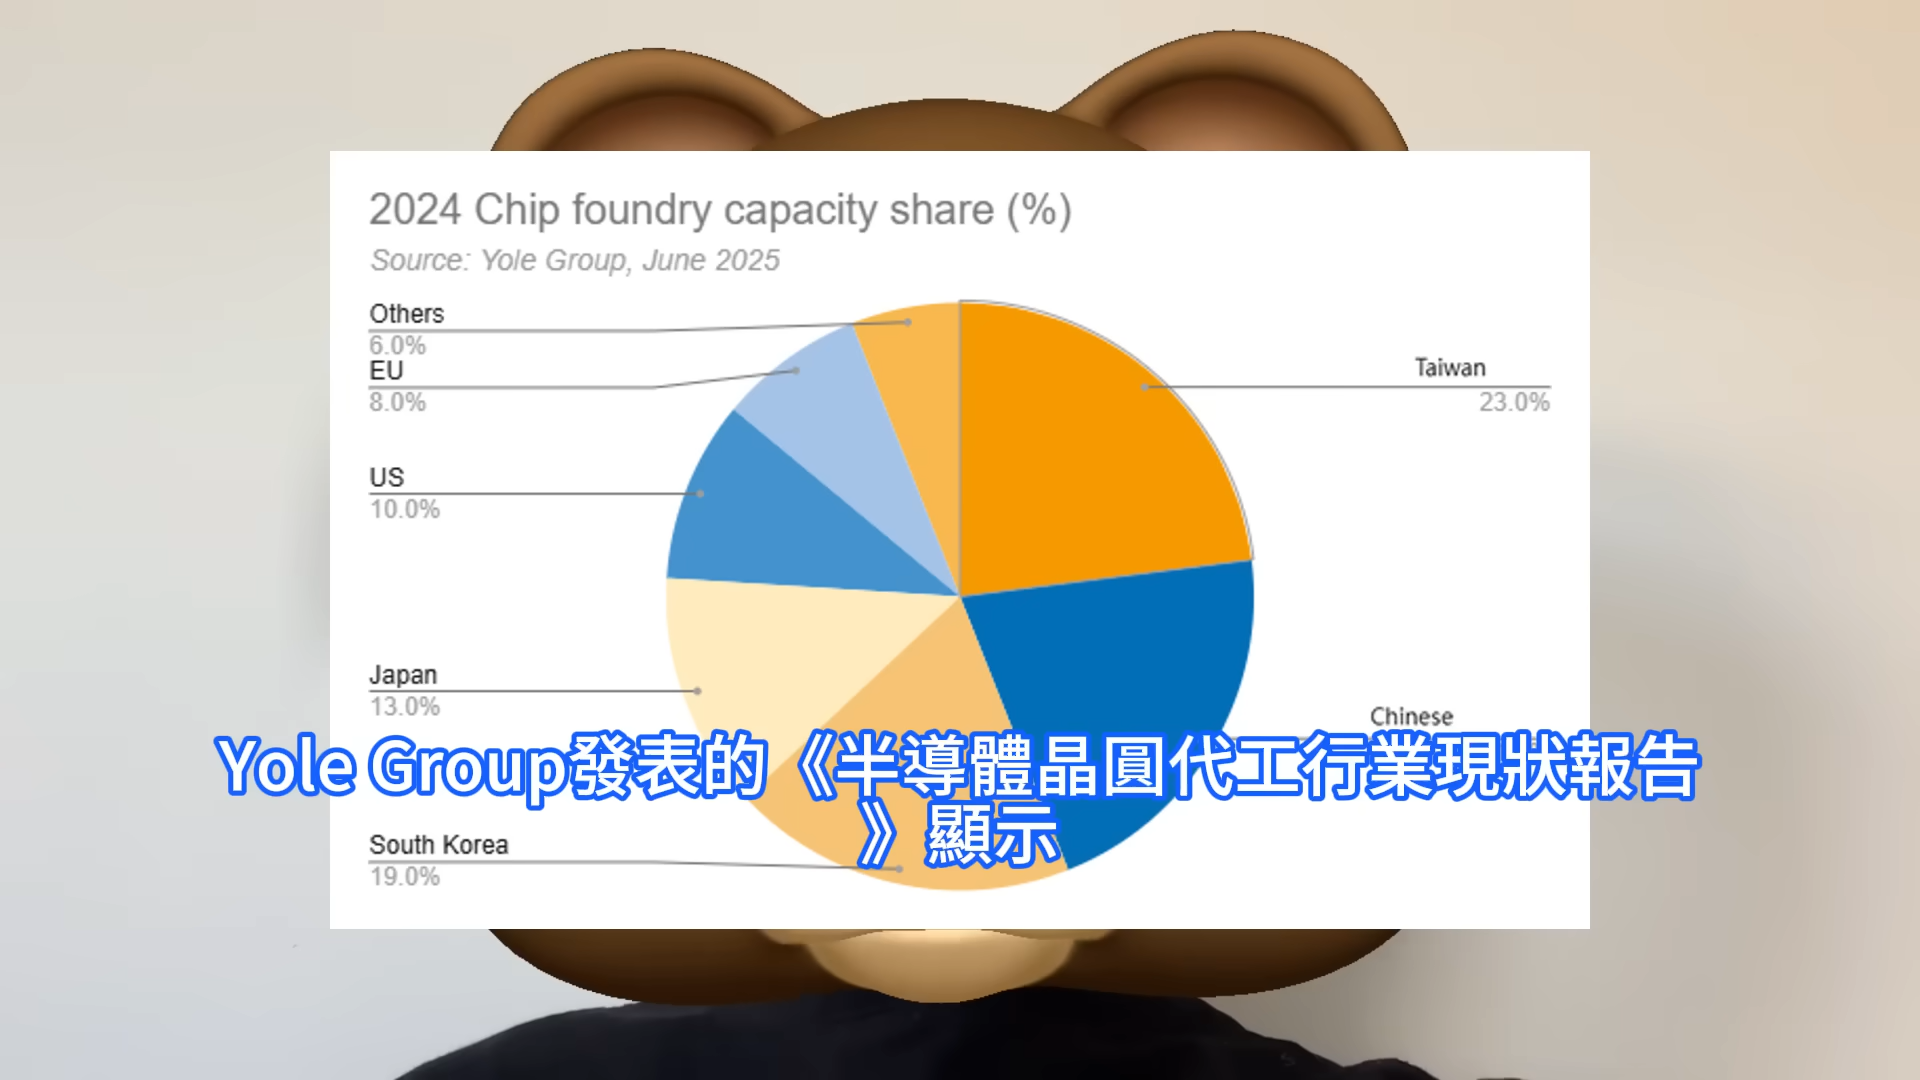 2024 Chip foundry capacity share (%)
Source: Yole Group, June 2025
Others
6.0%
EU
8.0%
US
10.0%
Japan
13.0%
South Korea
19.0%
Taiwan
23.0%
Chinese
Yole Group發表的《半導體晶圓代工行業現狀報告
》顯示